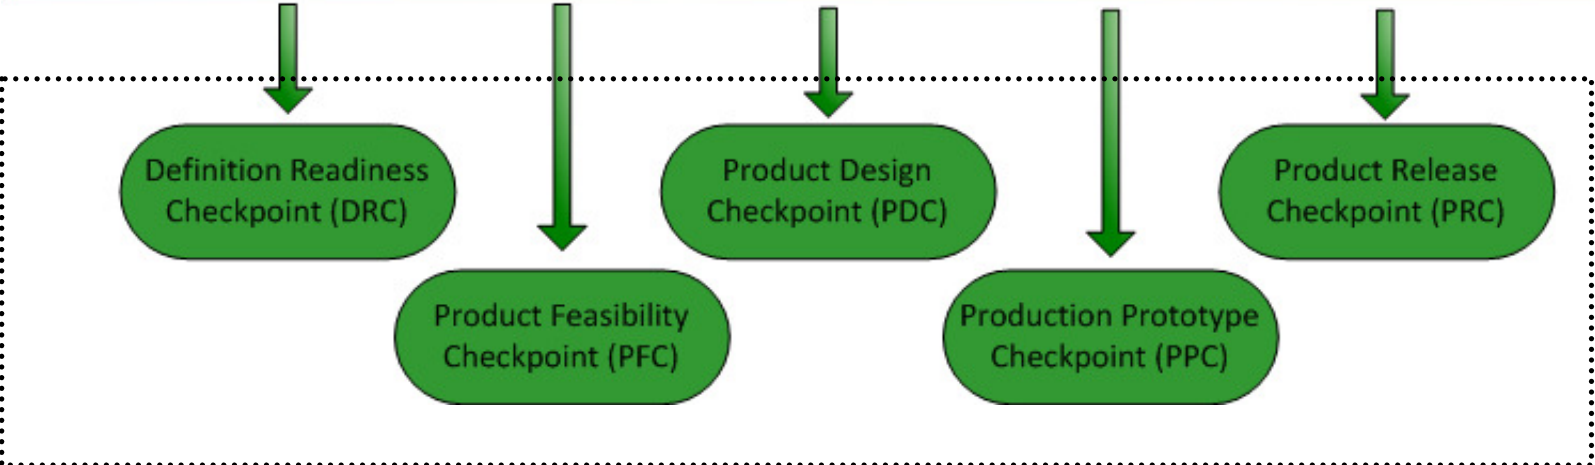 Definition Readiness
Checkpoint (DRC)
Product Feasibility
Checkpoint (PFC)
Product Design
Checkpoint (PDC)
Production Prototype
Checkpoint (PPC)
Product Release
Checkpoint (PRC)